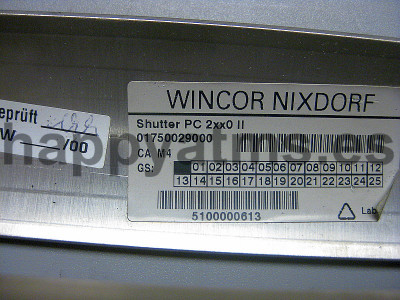 WINCOR NIXDORF
Shutter PC 2xx0 II
01750029000
CA M4
GS: 01 02 03 04 05 06 07 08 09 10 11 12
13 14 15 16 17 18 19 20 21 22 23 24 25
5100000613
Lab
eprüft
W /00
happyatms.es